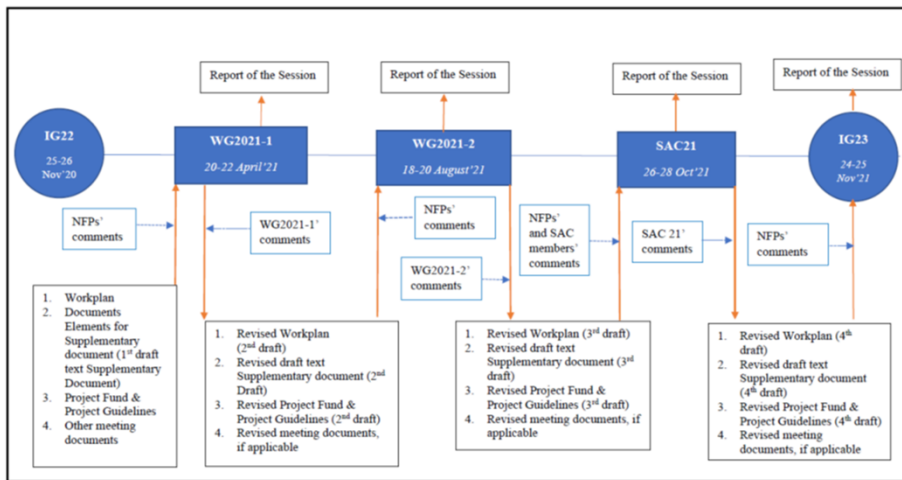 Report of the Session
Report of the Session
Report of the Session
Report of the Session
IG22
25-26
Nov'20
WG2021-1
20-22 April'21
WG2021-2
18-20 August'21
SAC21
26-28 Oct'21
IG23
24-25
Nov'21
NFPs'
comments
WG2021-1'
comments
NFPs'
comments
WG2021-2'
comments
NFPs'
and SAC
members'
comments
SAC 21'
comments
NFPs'
comments
1. Workplan
2. Documents
Elements for
Supplementary
document (1st draft
text Supplementary
Document)
3. Project Fund &
Project Guidelines
4. Other meeting
documents
1. Revised Workplan
(2nd draft)
2. Revised draft text
Supplementary document (2nd
Draft)
3. Revised Project Fund &
Project Guidelines (2nd draft)
4. Revised meeting documents,
if applicable
1. Revised Workplan (3rd draft)
2. Revised draft text
Supplementary document (3rd
draft)
3. Revised Project Fund &
Project Guidelines (3rd draft)
4. Revised meeting documents, if
applicable
1. Revised Workplan (4th
draft)
2. Revised draft text
Supplementary document
(4th draft)
3. Revised Project Fund &
Project Guidelines (4th draft)
4. Revised meeting
documents, if applicable